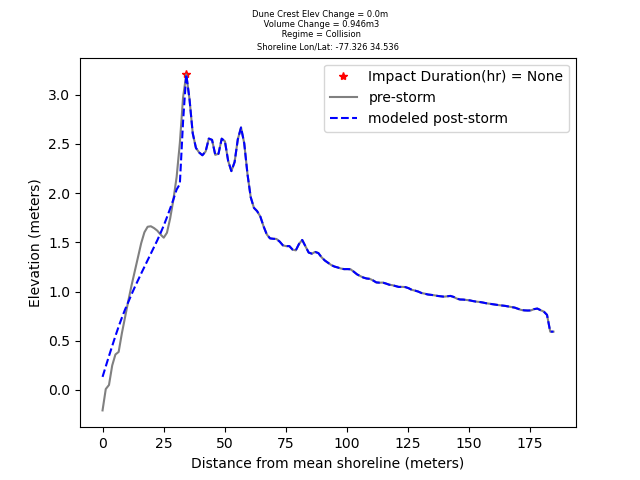 Dune Crest Elev Change = 0.0m
Volume Change = 0.946m3
Regime = Collision
Shoreline Lon/Lat: -77.326 34.536
Impact Duration(hr) = None
pre-storm
modeled post-storm
Elevation (meters)
3.0
2.5
2.0
1.5
1.0
0.5
0.0
0 25 50 75 100 125 150 175
Distance from mean shoreline (meters)